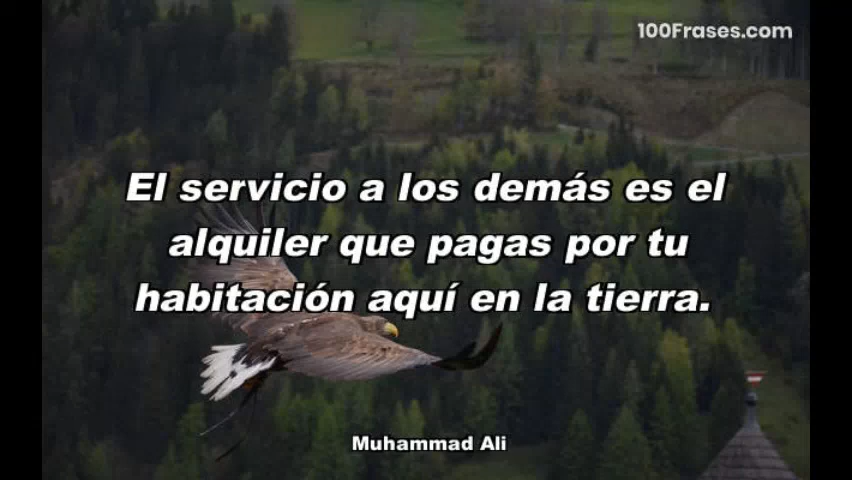 100Frases.com
El servicio a los demás es el
alquiler que pagas por tu
habitación aquí en la tierra.
Muhammad Ali